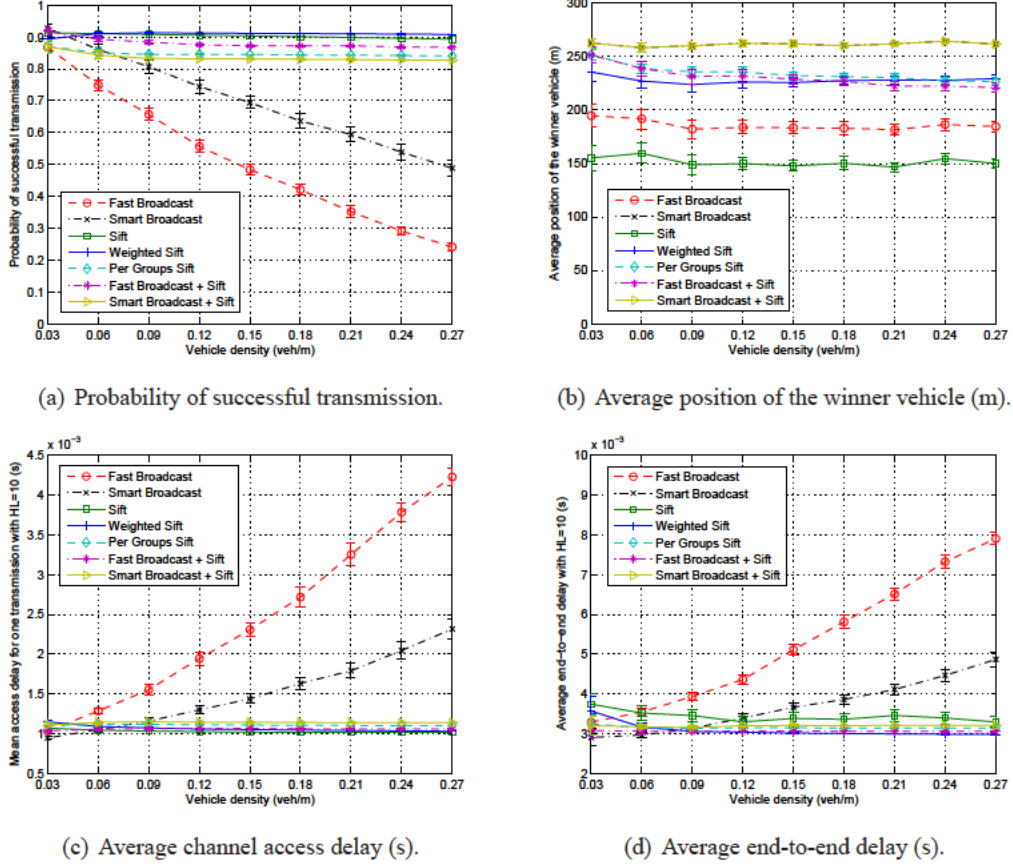 1
0.9
0.8
0.7
0.6
0.5
0.4
0.3
0.2
0.1
0
Probability of successful transmission
Fast Broadcast
Smart Broadcast
Sift
Weighted Sift
Per Groups Sift
Fast Broadcast + Sift
Smart Broadcast + Sift
0.03 0.06 0.09 0.12 0.15 0.18 0.21 0.24 0.27
Vehicle density (veh/m)
(a) Probability of successful transmission.
300
250
200
150
100
50
0
Average position of the winner vehicle (m)
Fast Broadcast
Smart Broadcast
Sift
Weighted Sift
Per Groups Sift
Fast Broadcast + Sift
Smart Broadcast + Sift
0.03 0.06 0.09 0.12 0.15 0.18 0.21 0.24 0.27
Vehicle density (veh/m)
(b) Average position of the winner vehicle (m).
x 10⁻³
4.5
4
3.5
3
2.5
2
1.5
1
0.5
Mean access delay for one transmission with HL=10 (s)
Fast Broadcast
Smart Broadcast
Sift
Weighted Sift
Per Groups Sift
Fast Broadcast + Sift
Smart Broadcast + Sift
0.03 0.06 0.09 0.12 0.15 0.18 0.21 0.24 0.27
Vehicle density (veh/m)
(c) Average channel access delay (s).
x 10⁻³
10
9
8
7
6
5
4
3
2
Average end-to-end delay with HL=10 (s)
Fast Broadcast
Smart Broadcast
Sift
Weighted Sift
Per Groups Sift
Fast Broadcast + Sift
Smart Broadcast + Sift
0.03 0.06 0.09 0.12 0.15 0.18 0.21 0.24 0.27
Vehicle density (veh/m)
(d) Average end-to-end delay (s).